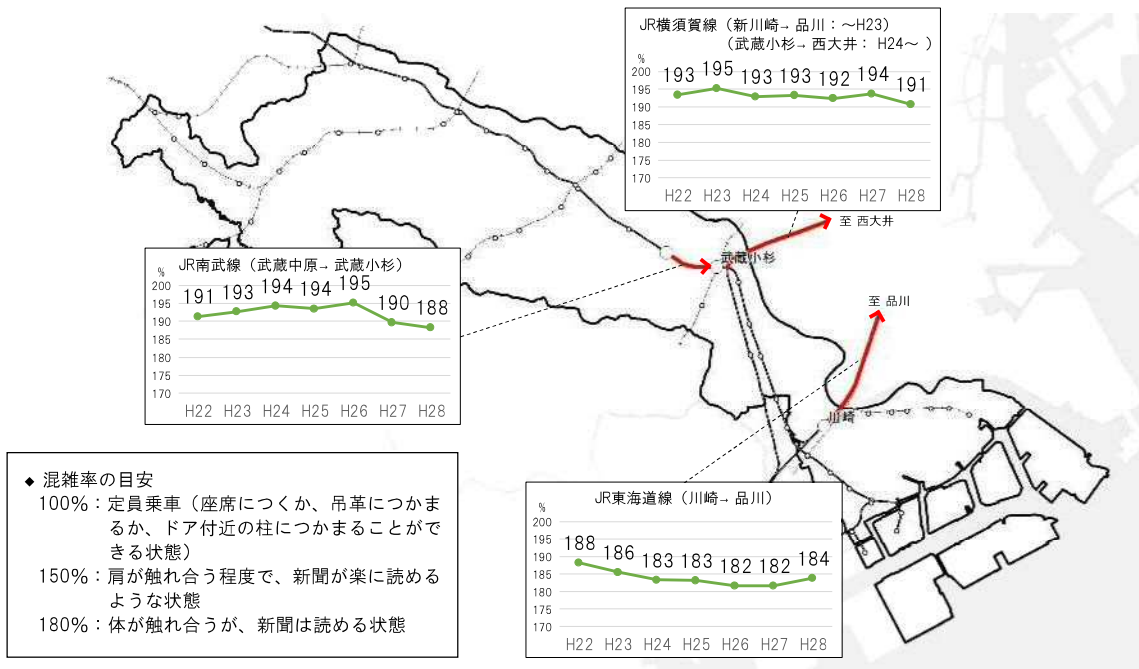 JR横須賀線（新川崎→ 品川：～H23）
（武蔵小杉→ 西大井： H24～ ）
%
200
195
190
185
180
175
170
193
195
193
193
192
194
191
H22
H23
H24
H25
H26
H27
H28
至 西大井
武蔵小杉
JR南武線（武蔵中原→ 武蔵小杉）
%
200
195
190
185
180
175
170
191
193
194
194
195
190
188
H22
H23
H24
H25
H26
H27
H28
至 品川
川崎
◆ 混雑率の目安
100%：定員乗車（座席につくか、吊革につかま
るか、ドア付近の柱につかまることがで
きる状態）
150%：肩が触れ合う程度で、新聞が楽に読める
ような状態
180%：体が触れ合うが、新聞は読める状態
JR東海道線（川崎→ 品川）
%
200
195
190
185
180
175
170
188
186
183
183
182
182
184
H22
H23
H24
H25
H26
H27
H28